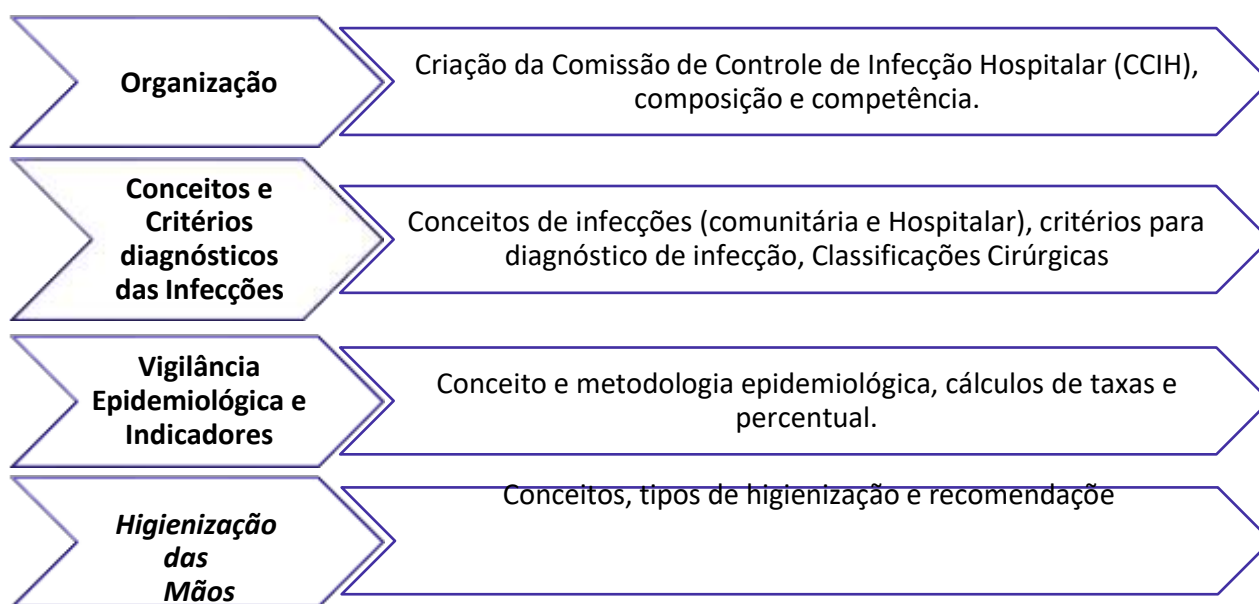 Organização
Criação da Comissão de Controle de Infecção Hospitalar (CCIH),
composição e competência.
Conceitos e
Critérios
diagnósticos
das Infecções
Conceitos de infecções (comunitária e Hospitalar), critérios para
diagnóstico de infecção, Classificações Cirúrgicas
Vigilância
Epidemiológica e
Indicadores
Conceito e metodologia epidemiológica, cálculos de taxas e
percentual.
Higienização
das
Mãos
Conceitos, tipos de higienização e recomendaçõe